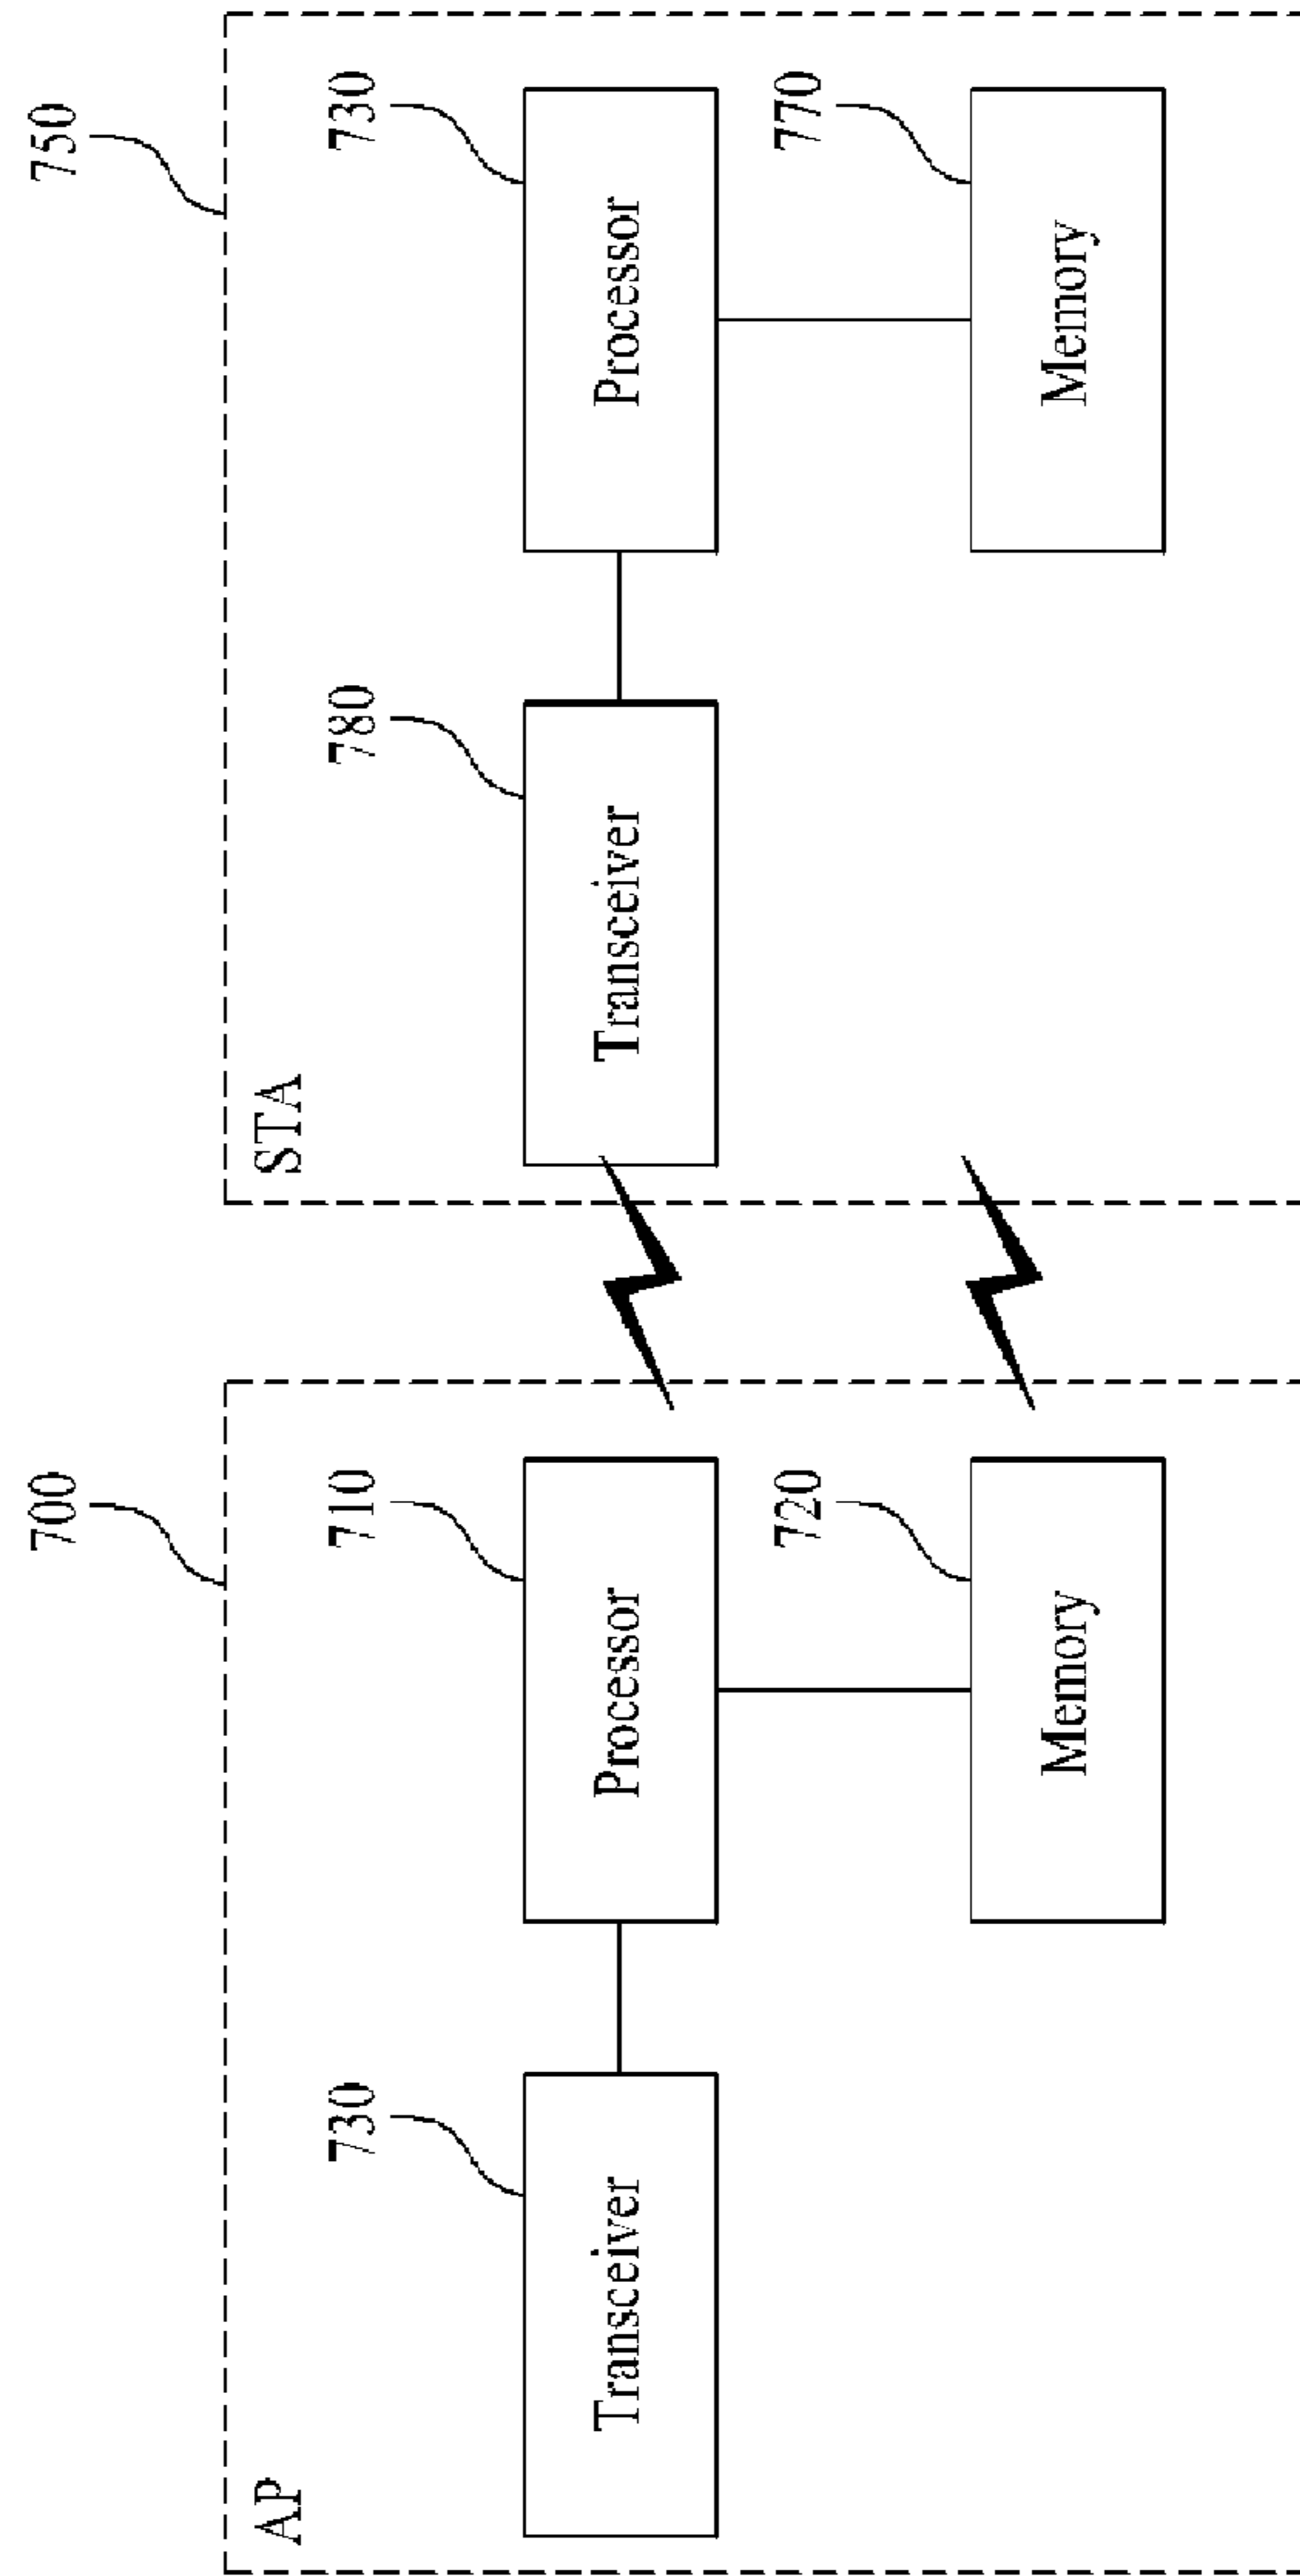 700
750
AP
STA
730
710
780
730
Transceiver
Processor
Transceiver
Processor
720
770
Memory
Memory